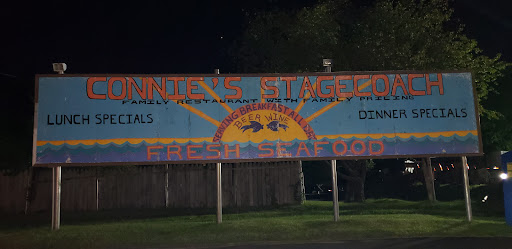 CONNIE'S STAGECOACH
FAMILY RESTAURANT WITH FAMILY PRICING
SERVING BREAKFAST ALL DAY
BEER WINE
LUNCH SPECIALS
DINNER SPECIALS
FRESH SEAFOOD